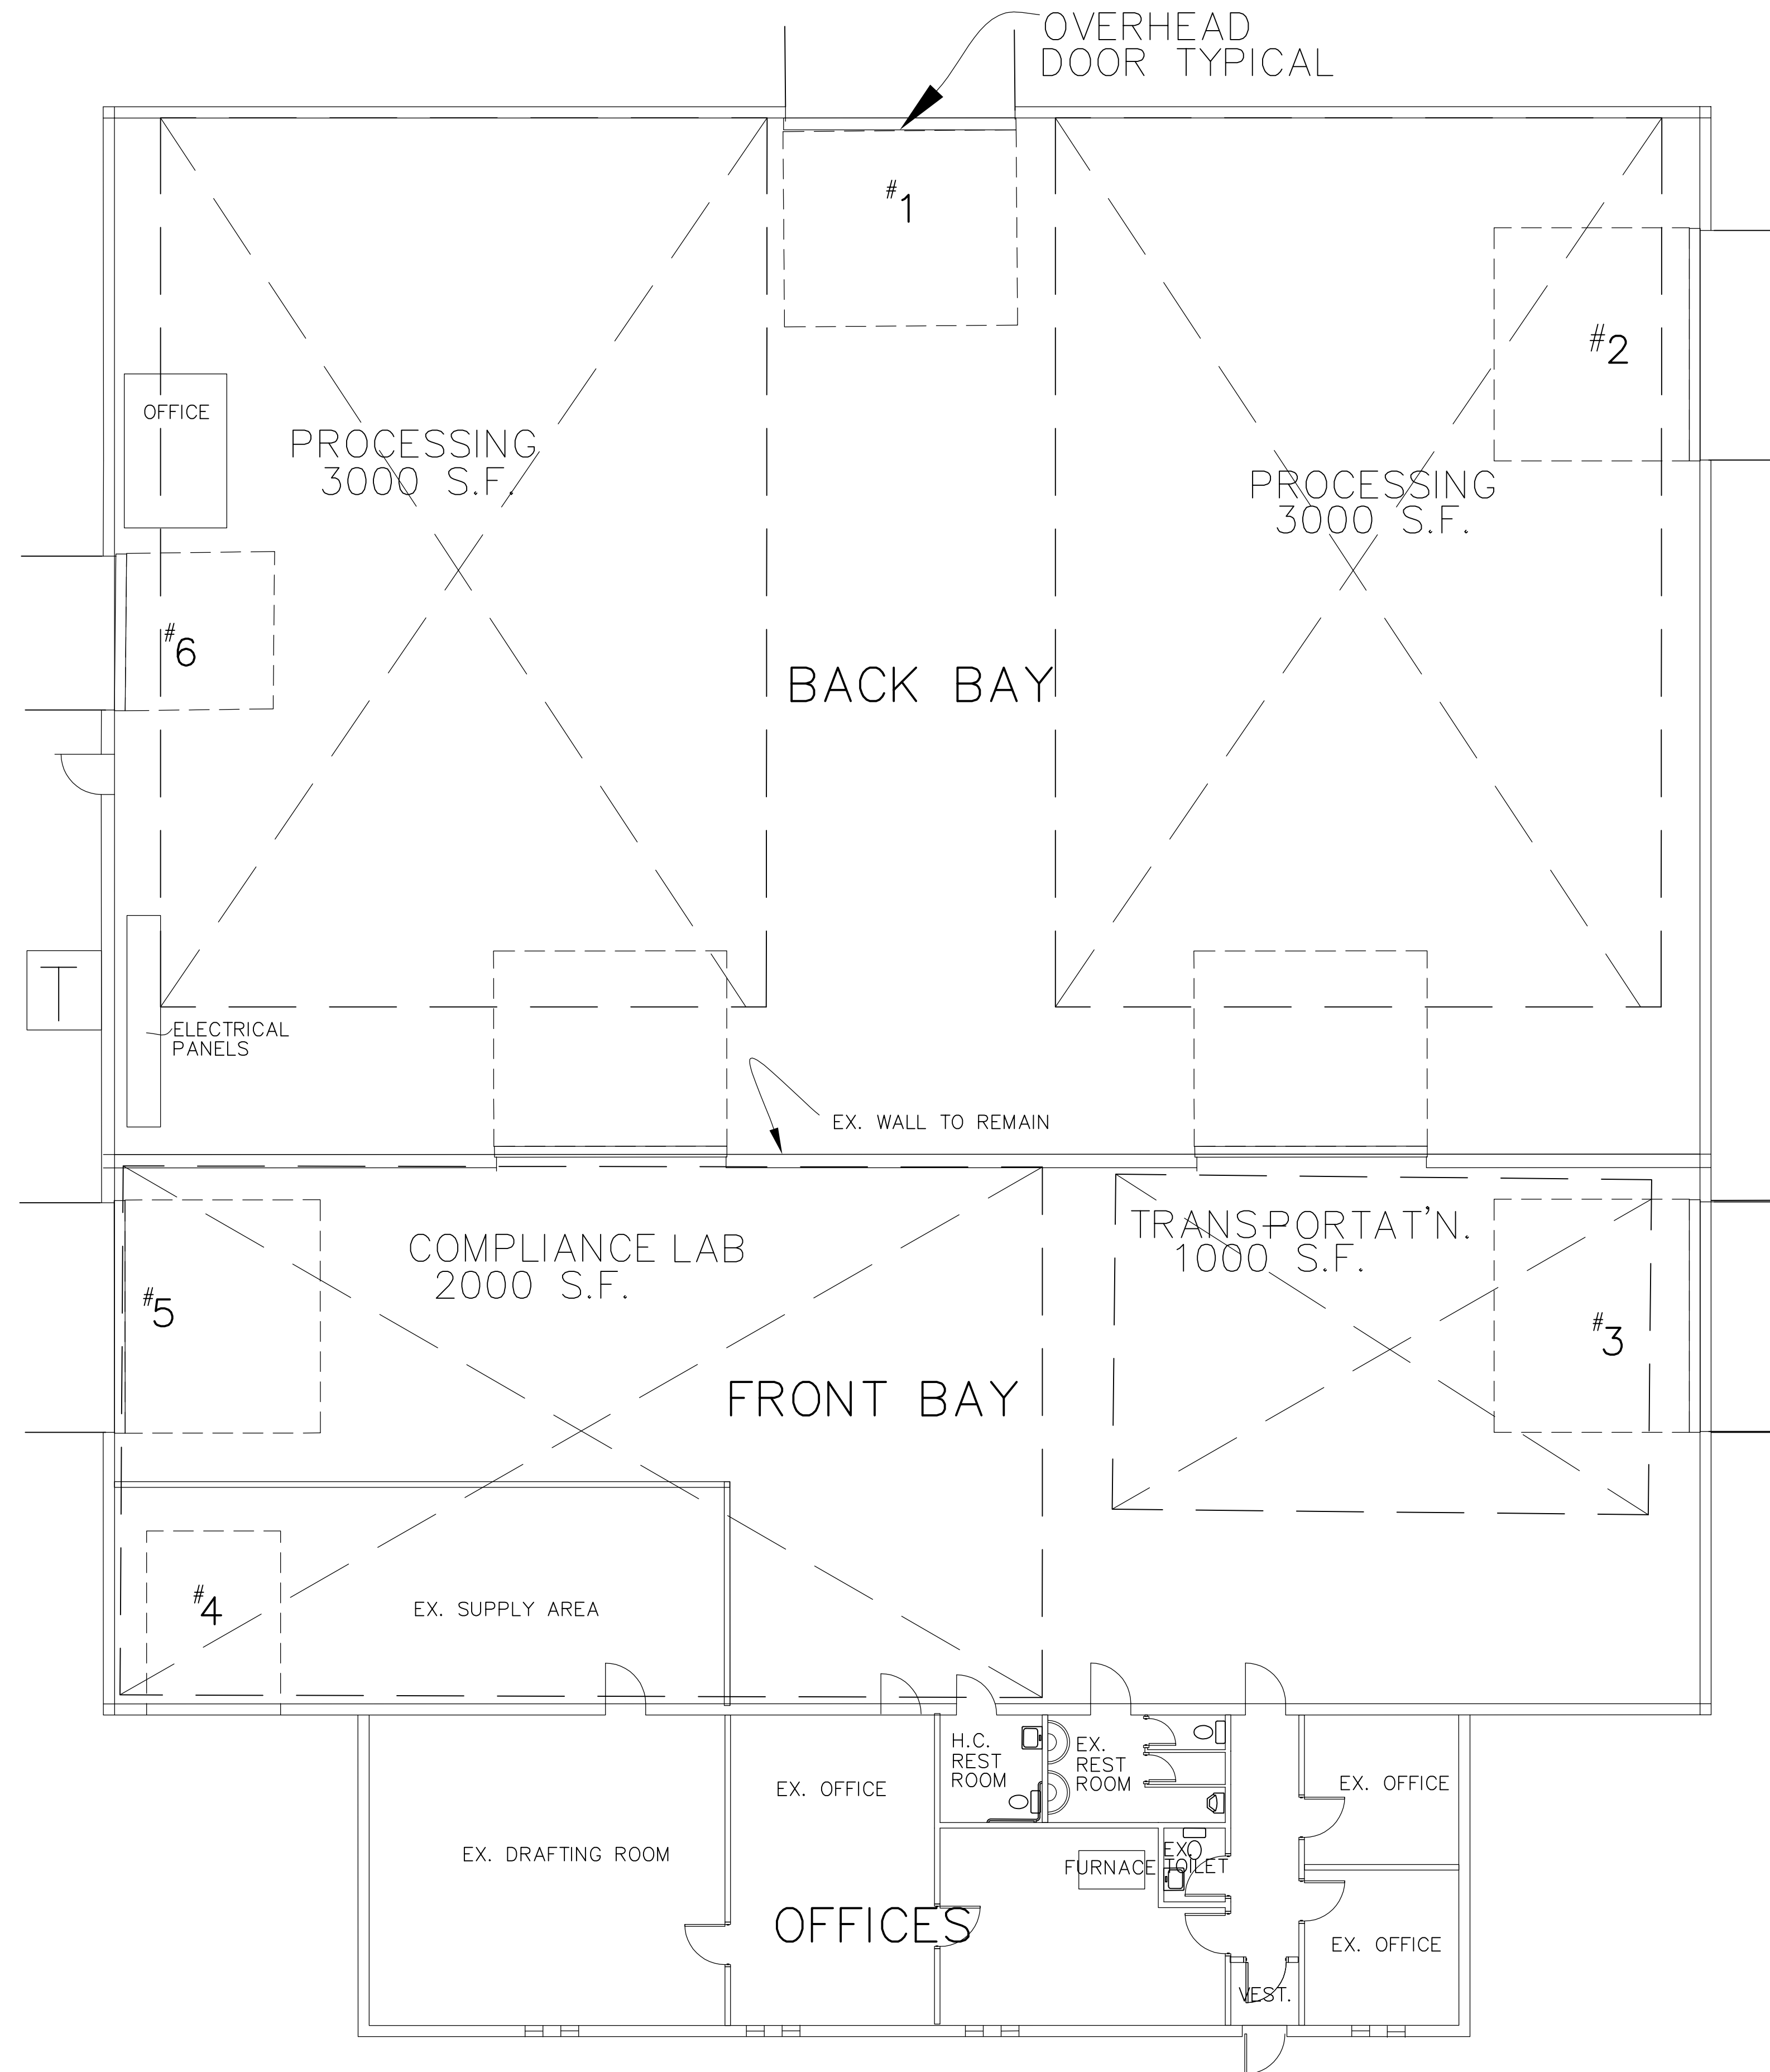 OVERHEAD
DOOR TYPICAL
#1
#2
OFFICE
PROCESSING
3000 S.F.
PROCESSING
3000 S.F.
#6
BACK BAY
T
ELECTRICAL
PANELS
EX. WALL TO REMAIN
COMPLIANCE LAB
2000 S.F.
TRANSPORTAT'N.
1000 S.F.
#5
#3
FRONT BAY
#4
EX. SUPPLY AREA
H.C.
REST
ROOM
EX.
REST
ROOM
EX. OFFICE
EX. OFFICE
EX. DRAFTING ROOM
FURNACE
EX.
TOILET
OFFICES
EX. OFFICE
VEST.